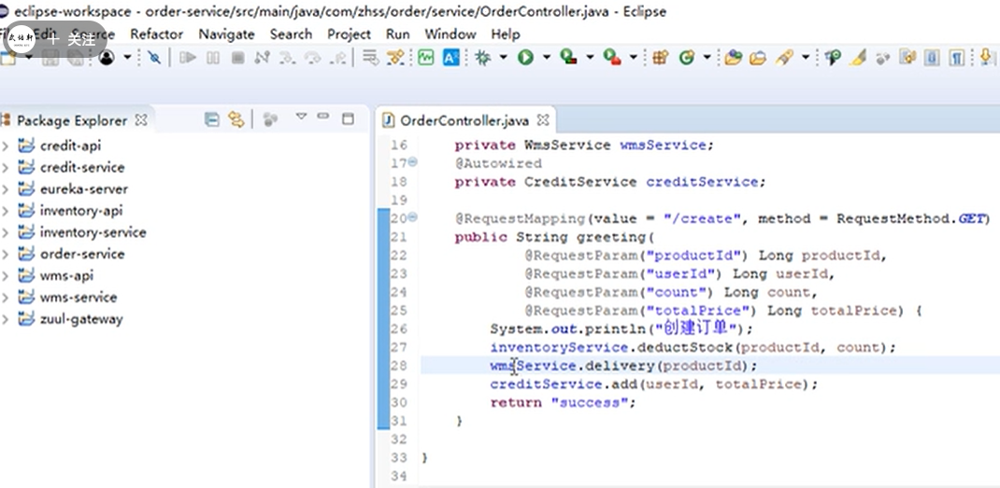 eclipse-workspace - order-service/src/main/java/com/zhss/order/service/OrderController.java - Eclipse
Edit Source Refactor Navigate Search Project Run Window Help
+ 关注
Package Explorer
credit-api
credit-service
eureka-server
inventory-api
inventory-service
order-service
wms-api
wms-service
zuul-gateway
OrderController.java
16 private WmsService wmsService;
17 @Autowired
18 private CreditService creditService;
19
20 @RequestMapping(value = "/create", method = RequestMethod.GET)
21 public String greeting(
22 @RequestParam("productId") Long productId,
23 @RequestParam("userId") Long userId,
24 @RequestParam("count") Long count,
25 @RequestParam("totalPrice") Long totalPrice) {
26 System.out.println("创建订单");
27 inventoryService.deductStock(productId, count);
28 wmsService.delivery(productId);
29 creditService.add(userId, totalPrice);
30 return "success";
31 }
32
33 }
34